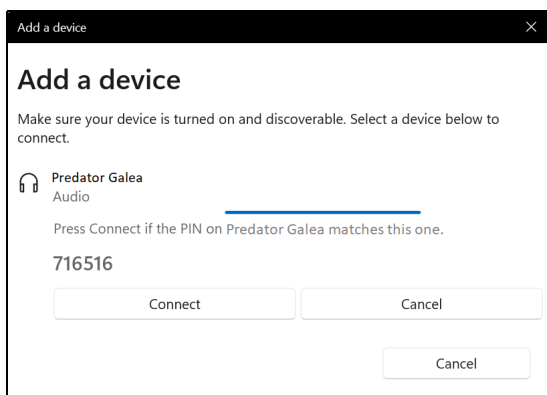 Add a device
Add a device
Make sure your device is turned on and discoverable. Select a device below to
connect.
Predator Galea
Audio
Press Connect if the PIN on Predator Galea matches this one.
716516
Connect Cancel
Cancel